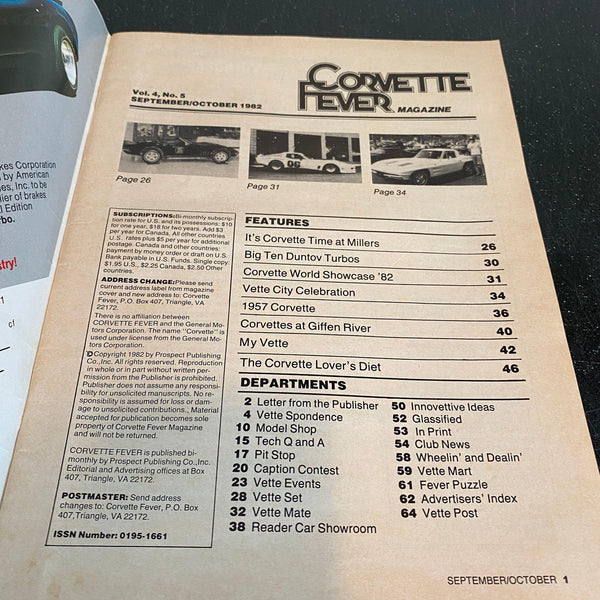 kes Corporation
by American
es, Inc. to be
lier of brakes
l Edition
rbo.
stry!
Vol. 4, No. 5
SEPTEMBER/OCTOBER 1982
CORVETTE
FEVER MAGAZINE
Page 26
Page 31
Page 34
06
SUBSCRIPTIONS: Bi-monthly subscrip-
tion rate for U.S. and its possessions: $10
for one year, $18 for two years. Add $3
per year for Canada. All other countries
U.S. rates plus $5 per year for additional
postage. Canada and other countries:
payment by money order or draft on U.S.
Bank payable in U.S. Funds. Single copy:
$1.95 U.S., $2.25 Canada, $2.50 Other
countries.
ADDRESS CHANGE: Please send
current address label from magazine
cover and new address to: Corvette
Fever, P.O. Box 407, Triangle, VA
22172.
There is no affiliation between
CORVETTE FEVER and the General Mo-
tors Corporation. The name "Corvette" is
used under license from the General Mo-
tors Corporation.
© Copyright 1982 by Prospect Publishing
Co., Inc. All rights reserved. Reproduction
in whole or in part without written per-
mission from the Publisher is prohibited.
Publisher does not assume any responsi-
bility for unsolicited manuscripts. No re-
sponsibility is assumed for loss or dam-
age to unsolicited contributions., Material
accepted for publication becomes sole
property of Corvette Fever Magazine
and will not be returned.
CORVETTE FEVER is published bi-
monthly by Prospect Publishing Co., Inc.
Editorial and Advertising offices at Box
407, Triangle, VA 22172.
POSTMASTER: Send address
changes to: Corvette Fever, P.O. Box
407, Triangle, VA 22172.
ISSN Number: 0195-1661
FEATURES
It's Corvette Time at Millers 26
Big Ten Duntov Turbos 30
Corvette World Showcase '82 31
Vette City Celebration 34
1957 Corvette 36
Corvettes at Giffen River 40
My Vette 42
The Corvette Lover's Diet 46
DEPARTMENTS
2 Letter from the Publisher
4 Vette Spondence
10 Model Shop
15 Tech Q and A
17 Pit Stop
20 Caption Contest
23 Vette Events
28 Vette Set
32 Vette Mate
38 Reader Car Showroom
50 Innovettive Ideas
52 Glassified
53 In Print
54 Club News
58 Wheelin' and Dealin'
59 Vette Mart
61 Fever Puzzle
62 Advertisers' Index
64 Vette Post
SEPTEMBER/OCTOBER 1